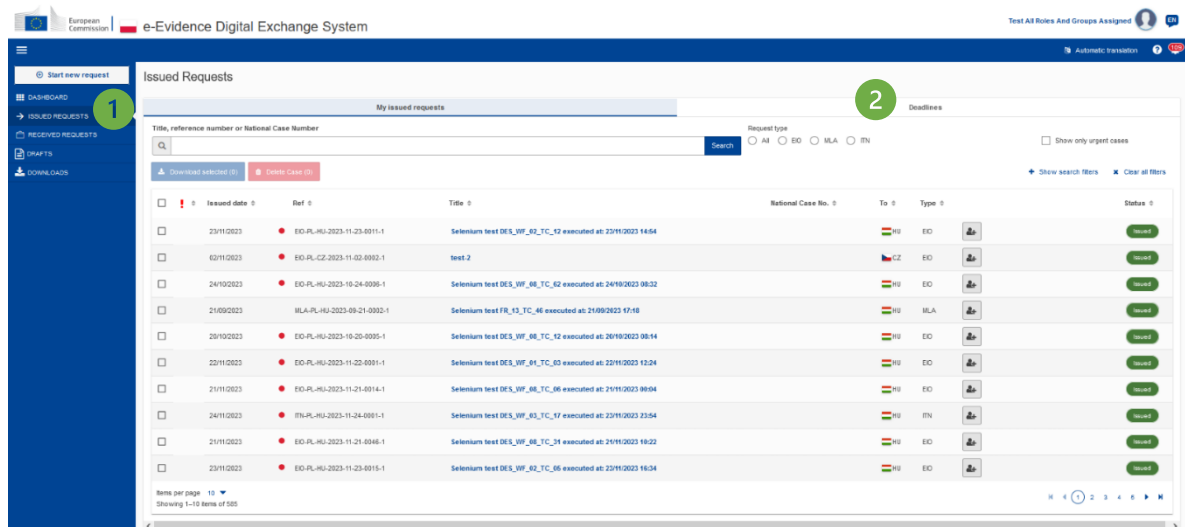 European Commission
e-Evidence Digital Exchange System
Test All Roles And Groups Assigned
EN
Automatic translation
Start new request
DASHBOARD
ISSUED REQUESTS
RECEIVED REQUESTS
DRAFTS
DOWNLOADS
1
Issued Requests
My issued requests
2
Deadlines
Title, reference number or National Case Number
Search
Request type
All EIO MLA ITN
Show only urgent cases
Download selected (0) Delete Case (0)
Show search filters Clear all filters
Issued date Ref Title National Case No. To Type Status
23/11/2023 EIO-PL-HU-2023-11-23-0011-1 Selenium test DES_WF_02_TC_12 executed at: 23/11/2023 14:54 HU EIO Issued
02/11/2023 EIO-PL-CZ-2023-11-02-0002-1 test-2 CZ EIO Issued
24/10/2023 EIO-PL-HU-2023-10-24-0006-1 Selenium test DES_WF_08_TC_62 executed at: 24/10/2023 08:32 HU EIO Issued
21/09/2023 MLA-PL-HU-2023-09-21-0002-1 Selenium test FR_13_TC_46 executed at: 21/09/2023 17:18 HU MLA Issued
20/10/2023 EIO-PL-HU-2023-10-20-0005-1 Selenium test DES_WF_08_TC_12 executed at: 20/10/2023 08:14 HU EIO Issued
22/11/2023 EIO-PL-HU-2023-11-22-0001-1 Selenium test DES_WF_01_TC_03 executed at: 22/11/2023 12:24 HU EIO Issued
21/11/2023 EIO-PL-HU-2023-11-21-0014-1 Selenium test DES_WF_08_TC_06 executed at: 21/11/2023 09:04 HU EIO Issued
24/11/2023 ITN-PL-HU-2023-11-24-0001-1 Selenium test DES_WF_03_TC_17 executed at: 23/11/2023 23:54 HU ITN Issued
21/11/2023 EIO-PL-HU-2023-11-21-0046-1 Selenium test DES_WF_08_TC_31 executed at: 21/11/2023 10:22 HU EIO Issued
23/11/2023 EIO-PL-HU-2023-11-23-0015-1 Selenium test DES_WF_02_TC_05 executed at: 23/11/2023 16:34 HU EIO Issued
Items per page 10
Showing 1–10 items of 585
1 2 3 4 5